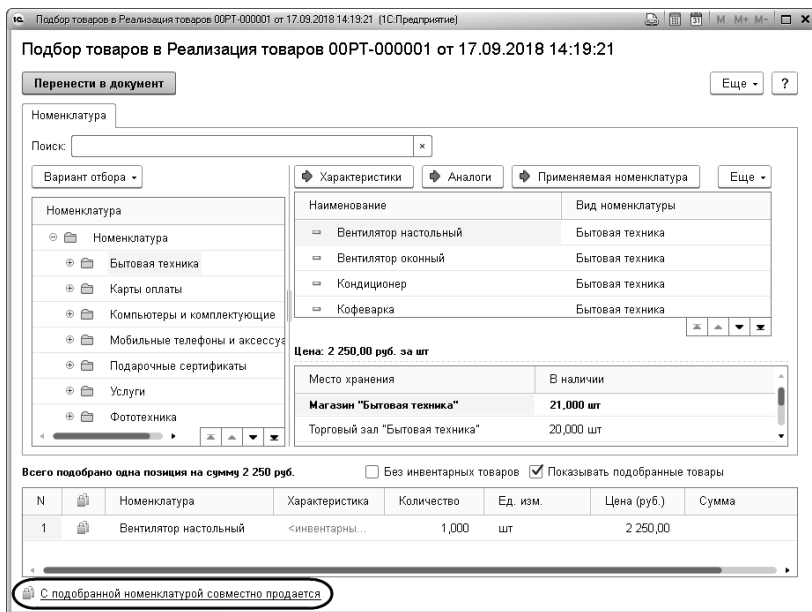 Подбор товаров в Реализация товаров 00РТ-000001 от 17.09.2018 14:19:21 (1С:Предприятие) M M+ M-
Подбор товаров в Реализация товаров 00РТ-000001 от 17.09.2018 14:19:21
Перенести в документ Еще ?
Номенклатура
Поиск:
Вариант отбора Характеристики Аналоги Применяемая номенклатура Еще
Номенклатура Наименование Вид номенклатуры
Номенклатура Вентилятор настольный Бытовая техника
Бытовая техника Вентилятор оконный Бытовая техника
Карты оплаты Кондиционер Бытовая техника
Компьютеры и комплектующие Кофеварка Бытовая техника
Мобильные телефоны и аксессуа
Цена: 2 250,00 руб. за шт
Подарочные сертификаты Место хранения В наличии
Услуги Магазин "Бытовая техника" 21,000 шт
Фототехника Торговый зал "Бытовая техника" 20,000 шт
Всего подобрано одна позиция на сумму 2 250 руб. Без инвентарных товаров Показывать подобранные товары
N Номенклатура Характеристика Количество Ед. изм. Цена (руб.) Сумма
1 Вентилятор настольный <инвентарны... 1,000 шт 2 250,00
С подобранной номенклатурой совместно продается